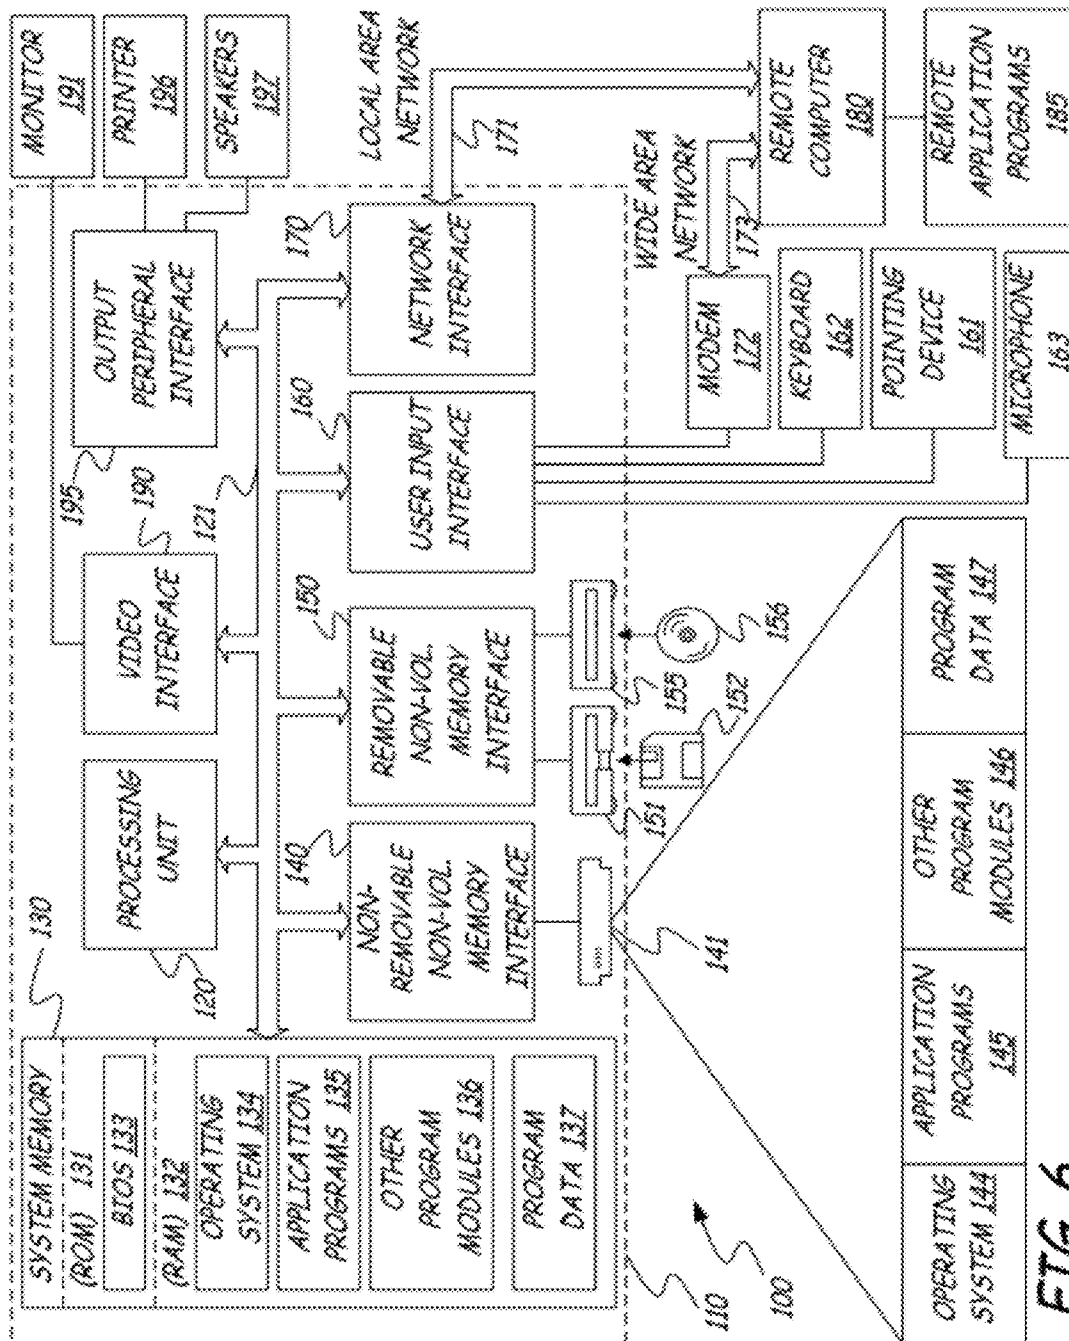 SYSTEM MEMORY
(ROM) 131
BIOS 133
(RAM) 132
OPERATING
SYSTEM 134
APPLICATION
PROGRAMS 135
OTHER
PROGRAM
MODULES 136
PROGRAM
DATA 137
130
PROCESSING
UNIT
120
VIDEO
INTERFACE
190
121
OUTPUT
PERIPHERAL
INTERFACE
195
MONITOR
191
PRINTER
196
SPEAKERS
197
NON-
REMOVABLE
NON-VOL.
MEMORY
INTERFACE
140
REMOVABLE
NON-VOL.
MEMORY
INTERFACE
150
USER INPUT
INTERFACE
160
NETWORK
INTERFACE
170
LOCAL AREA
NETWORK
171
141
151
152
155
156
WIDE AREA
NETWORK
173
MODEM
172
KEYBOARD
162
POINTING
DEVICE
161
MICROPHONE
163
REMOTE
COMPUTER
180
REMOTE
APPLICATION
PROGRAMS
185
110
100
OPERATING
SYSTEM 144
APPLICATION
PROGRAMS
145
OTHER
PROGRAM
MODULES 146
PROGRAM
DATA 147
FIG. 6